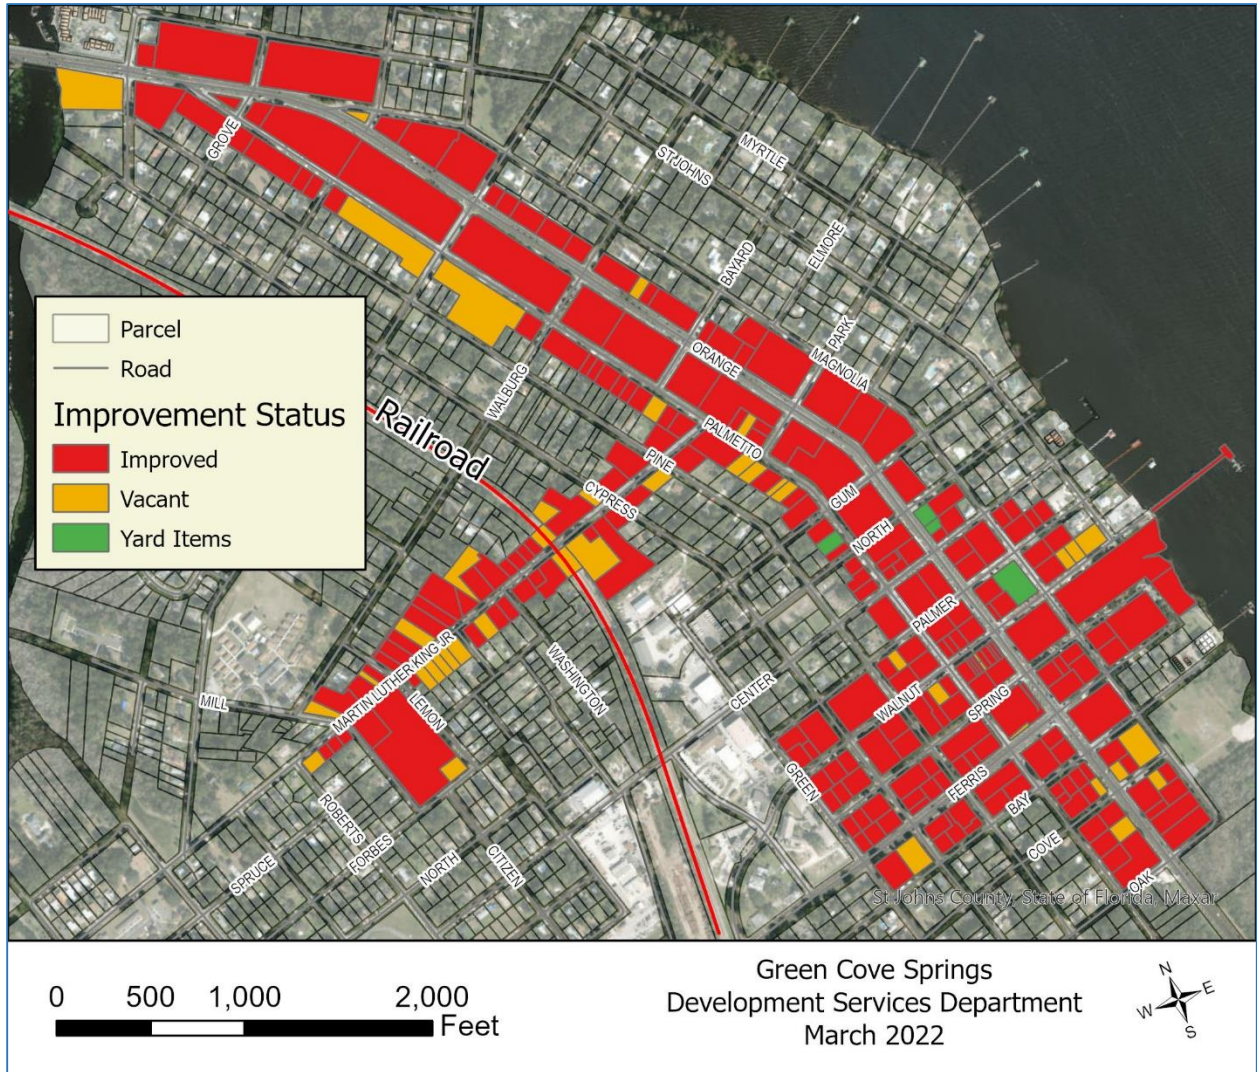 MYRTLE
ST JOHNS
GROVE
ELMORE
BAYARD
PARK
MAGNOLIA
ORANGE
WALBURG
PALMETTO
Railroad
PINE
CYPRESS
GUM
NORTH
PALMER
WALNUT
SPRING
CENTER
WASHINGTON
MARTIN LUTHER KING JR
LEMON
MILL
GREEN
FERRIS
BAY
COVE
OAK
ROBERTS
FORBES
SPRUCE
NORTH
CITIZEN
Parcel
Road
Improvement Status
Improved
Vacant
Yard Items
St Johns County, State of Florida, Maxar
0 500 1,000 2,000
Feet
Green Cove Springs
Development Services Department
March 2022
N
E
W
S